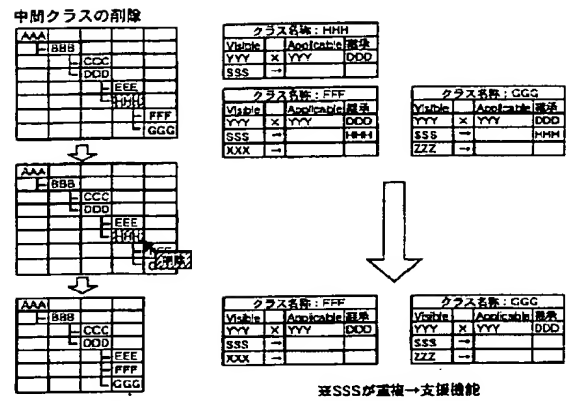 中間クラスの削除
AAA
BBB
CCC
DDD
EEE
HHH
FFF
GGG
AAA
BBB
CCC
DDD
EEE
HHH
削除
AAA
BBB
CCC
DDD
EEE
FFF
GGG
クラス名称：HHH
Visible Applicable 継承
YYY × YYY DDD
SSS →
クラス名称：FFF
Visible Applicable 継承
YYY × YYY DDD
SSS → HHH
XXX →
クラス名称：GGG
Visible Applicable 継承
YYY × YYY DDD
SSS → HHH
ZZZ →
クラス名称：FFF
Visible Applicable 継承
YYY × YYY DDD
SSS →
XXX →
クラス名称：GGG
Visible Applicable 継承
YYY × YYY DDD
SSS →
ZZZ →
※SSSが重複→支援機能